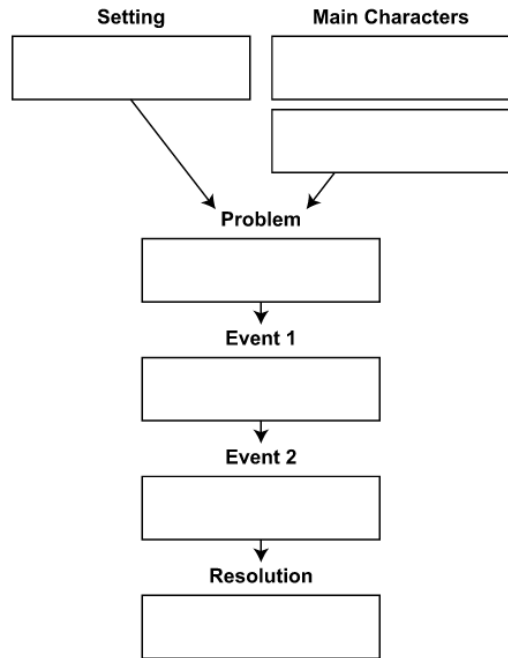 Setting
Main Characters
Problem
Event 1
Event 2
Resolution